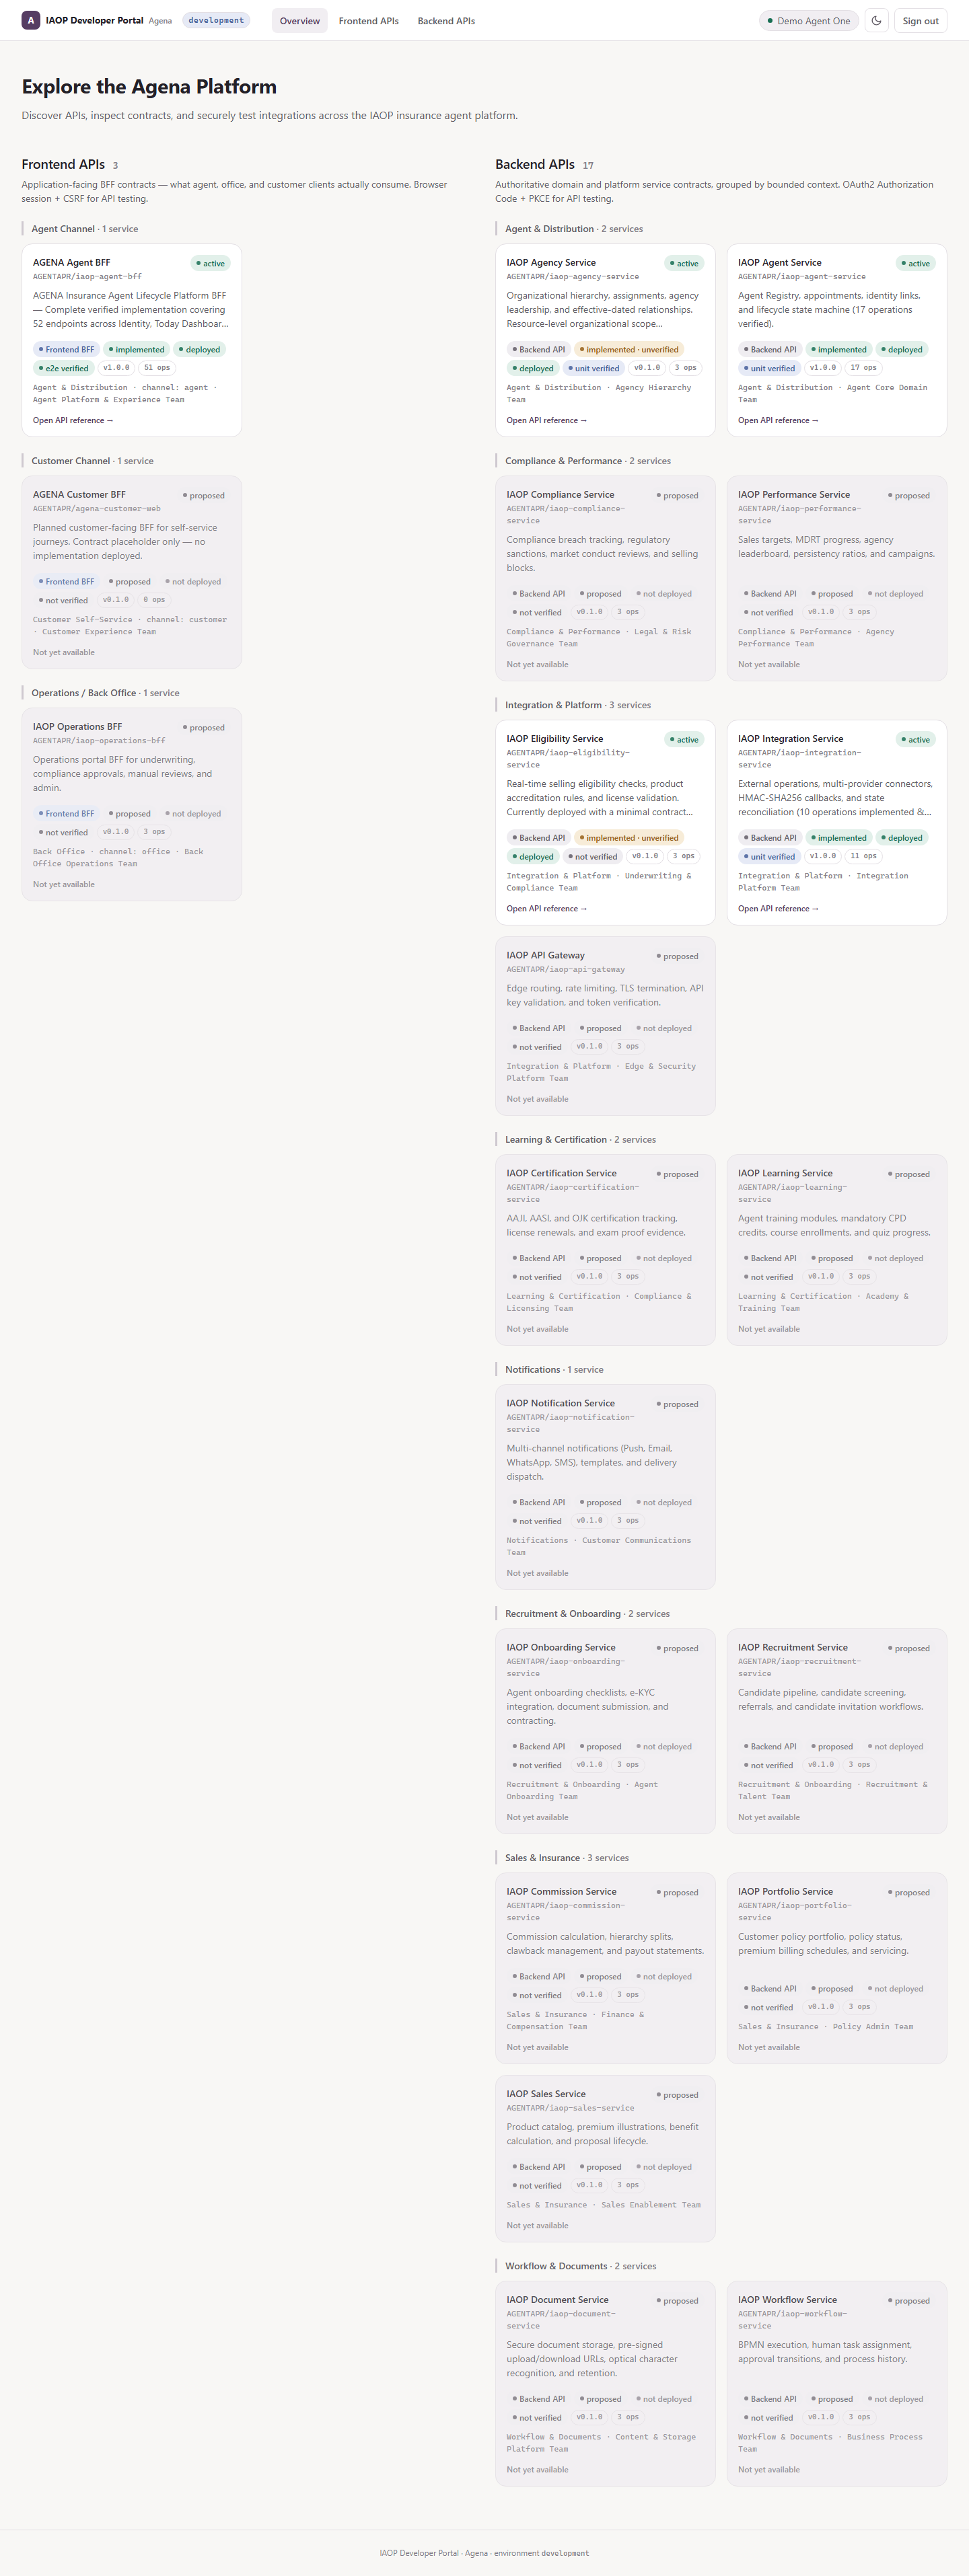 A IAOP Developer Portal Agena development Overview Frontend APIs Backend APIs Demo Agent One Sign out
Explore the Agena Platform
Discover APIs, inspect contracts, and securely test integrations across the IAOP insurance agent platform.
Frontend APIs 3
Application-facing BFF contracts — what agent, office, and customer clients actually consume. Browser
session + CSRF for API testing.
Agent Channel · 1 service
AGENA Agent BFF active
AGENTAPR/iaop-agent-bff
AGENA Insurance Agent Lifecycle Platform BFF
— Complete verified implementation covering
52 endpoints across Identity, Today Dashboar...
Frontend BFF implemented deployed
e2e verified v1.0.0 51 ops
Agent & Distribution · channel: agent ·
Agent Platform & Experience Team
Open API reference →
Customer Channel · 1 service
AGENA Customer BFF proposed
AGENTAPR/agena-customer-web
Planned customer-facing BFF for self-service
journeys. Contract placeholder only — no
implementation deployed.
Frontend BFF proposed not deployed
not verified v0.1.0 0 ops
Customer Self-Service · channel: customer
· Customer Experience Team
Not yet available
Operations / Back Office · 1 service
IAOP Operations BFF proposed
AGENTAPR/iaop-operations-bff
Operations portal BFF for underwriting,
compliance approvals, manual reviews, and
admin.
Frontend BFF proposed not deployed
not verified v0.1.0 3 ops
Back Office · channel: office · Back
Office Operations Team
Not yet available
Backend APIs 17
Authoritative domain and platform service contracts, grouped by bounded context. OAuth2 Authorization
Code + PKCE for API testing.
Agent & Distribution · 2 services
IAOP Agency Service active
AGENTAPR/iaop-agency-service
Organizational hierarchy, assignments, agency
leadership, and effective-dated relationships.
Resource-level organizational scope...
Backend API implemented · unverified
deployed unit verified v0.1.0 3 ops
Agent & Distribution · Agency Hierarchy
Team
Open API reference →
IAOP Agent Service active
AGENTAPR/iaop-agent-service
Agent Registry, appointments, identity links,
and lifecycle state machine (17 operations
verified).
Backend API implemented deployed
unit verified v1.0.0 17 ops
Agent & Distribution · Agent Core Domain
Team
Open API reference →
Compliance & Performance · 2 services
IAOP Compliance Service proposed
AGENTAPR/iaop-compliance-
service
Compliance breach tracking, regulatory
sanctions, market conduct reviews, and selling
blocks.
Backend API proposed not deployed
not verified v0.1.0 3 ops
Compliance & Performance · Legal & Risk
Governance Team
Not yet available
IAOP Performance Service proposed
AGENTAPR/iaop-performance-
service
Sales targets, MDRT progress, agency
leaderboard, persistency ratios, and campaigns.
Backend API proposed not deployed
not verified v0.1.0 3 ops
Compliance & Performance · Agency
Performance Team
Not yet available
Integration & Platform · 3 services
IAOP Eligibility Service active
AGENTAPR/iaop-eligibility-
service
Real-time selling eligibility checks, product
accreditation rules, and license validation.
Currently deployed with a minimal contract...
Backend API implemented · unverified
deployed not verified v0.1.0 3 ops
Integration & Platform · Underwriting &
Compliance Team
Open API reference →
IAOP Integration Service active
AGENTAPR/iaop-integration-
service
External operations, multi-provider connectors,
HMAC-SHA256 callbacks, and state
reconciliation (10 operations implemented &...
Backend API implemented deployed
unit verified v1.0.0 11 ops
Integration & Platform · Integration
Platform Team
Open API reference →
IAOP API Gateway proposed
AGENTAPR/iaop-api-gateway
Edge routing, rate limiting, TLS termination, API
key validation, and token verification.
Backend API proposed not deployed
not verified v0.1.0 3 ops
Integration & Platform · Edge & Security
Platform Team
Not yet available
Learning & Certification · 2 services
IAOP Certification Service proposed
AGENTAPR/iaop-certification-
service
AAJI, AASI, and OJK certification tracking,
license renewals, and exam proof evidence.
Backend API proposed not deployed
not verified v0.1.0 3 ops
Learning & Certification · Compliance &
Licensing Team
Not yet available
IAOP Learning Service proposed
AGENTAPR/iaop-learning-
service
Agent training modules, mandatory CPD
credits, course enrollments, and quiz progress.
Backend API proposed not deployed
not verified v0.1.0 3 ops
Learning & Certification · Academy &
Training Team
Not yet available
Notifications · 1 service
IAOP Notification Service proposed
AGENTAPR/iaop-notification-
service
Multi-channel notifications (Push, Email,
WhatsApp, SMS), templates, and delivery
dispatch.
Backend API proposed not deployed
not verified v0.1.0 3 ops
Notifications · Customer Communications
Team
Not yet available
Recruitment & Onboarding · 2 services
IAOP Onboarding Service proposed
AGENTAPR/iaop-onboarding-
service
Agent onboarding checklists, e-KYC
integration, document submission, and
contracting.
Backend API proposed not deployed
not verified v0.1.0 3 ops
Recruitment & Onboarding · Agent
Onboarding Team
Not yet available
IAOP Recruitment Service proposed
AGENTAPR/iaop-recruitment-
service
Candidate pipeline, candidate screening,
referrals, and candidate invitation workflows.
Backend API proposed not deployed
not verified v0.1.0 3 ops
Recruitment & Onboarding · Recruitment &
Talent Team
Not yet available
Sales & Insurance · 3 services
IAOP Commission Service proposed
AGENTAPR/iaop-commission-
service
Commission calculation, hierarchy splits,
clawback management, and payout statements.
Backend API proposed not deployed
not verified v0.1.0 3 ops
Sales & Insurance · Finance &
Compensation Team
Not yet available
IAOP Portfolio Service proposed
AGENTAPR/iaop-portfolio-
service
Customer policy portfolio, policy status,
premium billing schedules, and servicing.
Backend API proposed not deployed
not verified v0.1.0 3 ops
Sales & Insurance · Policy Admin Team
Not yet available
IAOP Sales Service proposed
AGENTAPR/iaop-sales-service
Product catalog, premium illustrations, benefit
calculation, and proposal lifecycle.
Backend API proposed not deployed
not verified v0.1.0 3 ops
Sales & Insurance · Sales Enablement Team
Not yet available
Workflow & Documents · 2 services
IAOP Document Service proposed
AGENTAPR/iaop-document-
service
Secure document storage, pre-signed
upload/download URLs, optical character
recognition, and retention.
Backend API proposed not deployed
not verified v0.1.0 3 ops
Workflow & Documents · Content & Storage
Platform Team
Not yet available
IAOP Workflow Service proposed
AGENTAPR/iaop-workflow-
service
BPMN execution, human task assignment,
approval transitions, and process history.
Backend API proposed not deployed
not verified v0.1.0 3 ops
Workflow & Documents · Business Process
Team
Not yet available
IAOP Developer Portal · Agena · environment development